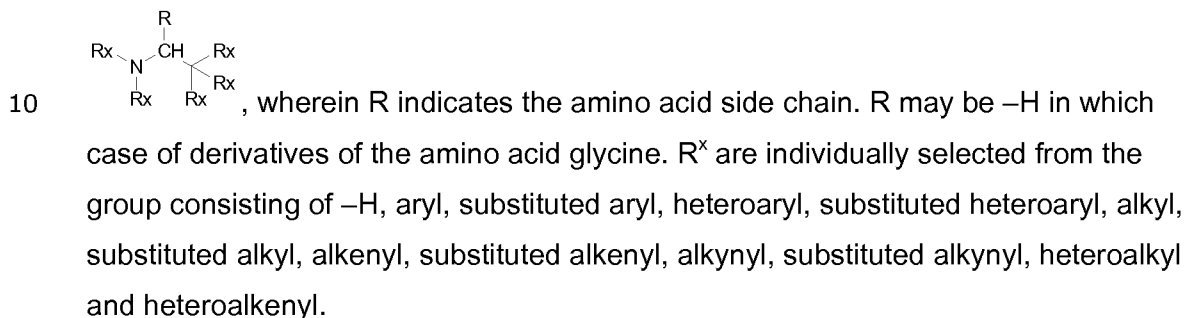 R
Rx CH Rx
N Rx
Rx Rx
10 , wherein R indicates the amino acid side chain. R may be –H in which
case of derivatives of the amino acid glycine. Rˣ are individually selected from the
group consisting of –H, aryl, substituted aryl, heteroaryl, substituted heteroaryl, alkyl,
substituted alkyl, alkenyl, substituted alkenyl, alkynyl, substituted alkynyl, heteroalkyl
and heteroalkenyl.